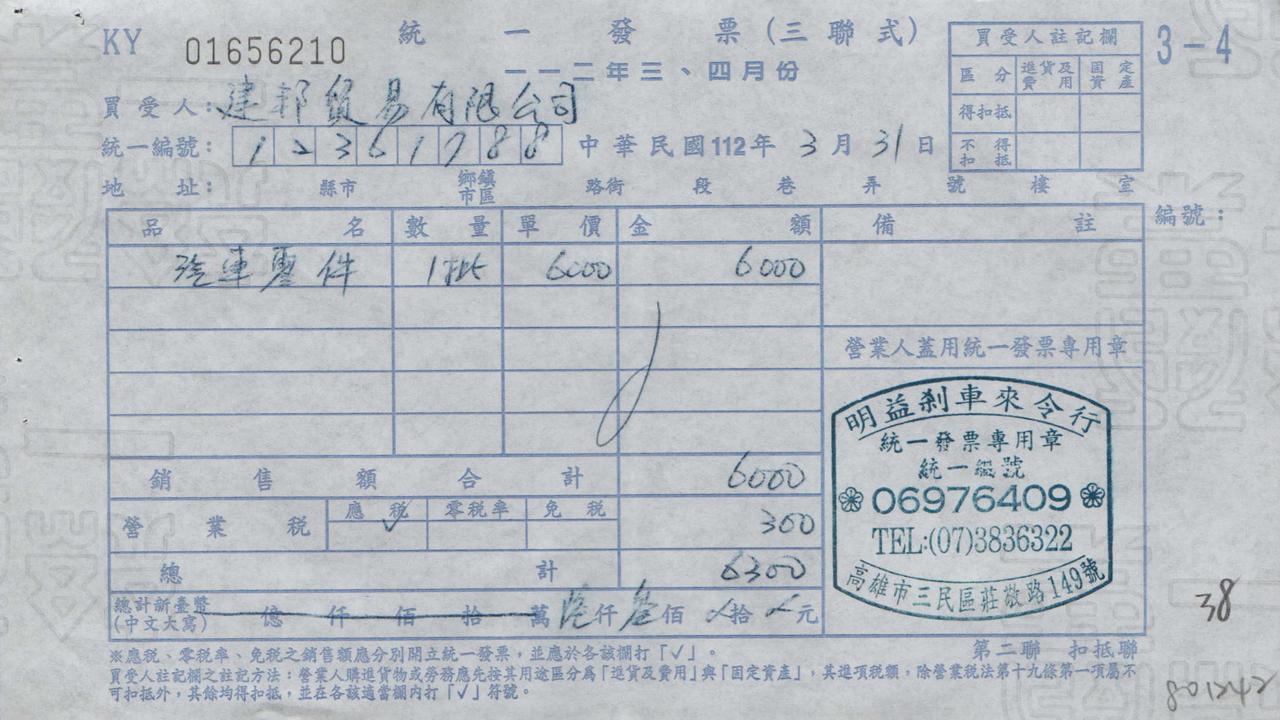 KY 01656210 統一發票(三聯式) 3-4
一一二年三、四月份
買受人註記欄
區分 進貨及費用 固定資產
得扣抵
不得扣抵
買受人:建邦貿易有限公司
統一編號:12361788 中華民國112年3月31日
地址: 縣市 鄉鎮市區 路街 段 巷 弄 號 樓 室
編號:
品名 數量 單價 金額 備註
汽車零件 1批 6000 6000
營業人蓋用統一發票專用章
明益剎車來令行
統一發票專用章
統一編號
06976409
TEL:(07)3836322
高雄市三民區莊敬路149號
銷售額合計 6000
營業稅 應稅 ✓ 零稅率 免稅 300
總計 6300
總計新臺幣(中文大寫) 億仟佰拾萬陸仟叁佰 拾 元
38
第二聯 扣抵聯
※應稅、零稅率、免稅之銷售額應分別開立統一發票,並應於各該欄打「✓」。
買受人註記欄之註記方法:營業人購進貨物或勞務應先按其用途區分為「進貨及費用」與「固定資產」,其進項稅額,除營業稅法第十九條第一項屬不
可扣抵外,其餘均得扣抵,並在各該適當欄內打「✓」符號。
801242